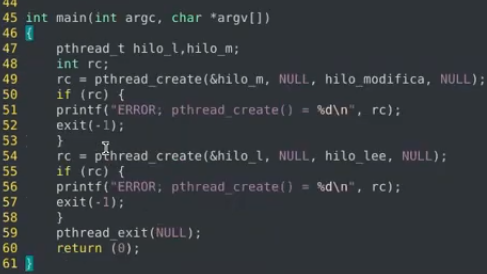 44
45 int main(int argc, char *argv[])
46 {
47     pthread_t hilo_l,hilo_m;
48     int rc;
49     rc = pthread_create(&hilo_m, NULL, hilo_modifica, NULL);
50     if (rc) {
51     printf("ERROR; pthread_create() = %d\n", rc);
52     exit(-1);
53     }
54     rc = pthread_create(&hilo_l, NULL, hilo_lee, NULL);
55     if (rc) {
56     printf("ERROR; pthread_create() = %d\n", rc);
57     exit(-1);
58     }
59     pthread_exit(NULL);
60     return (0);
61 }